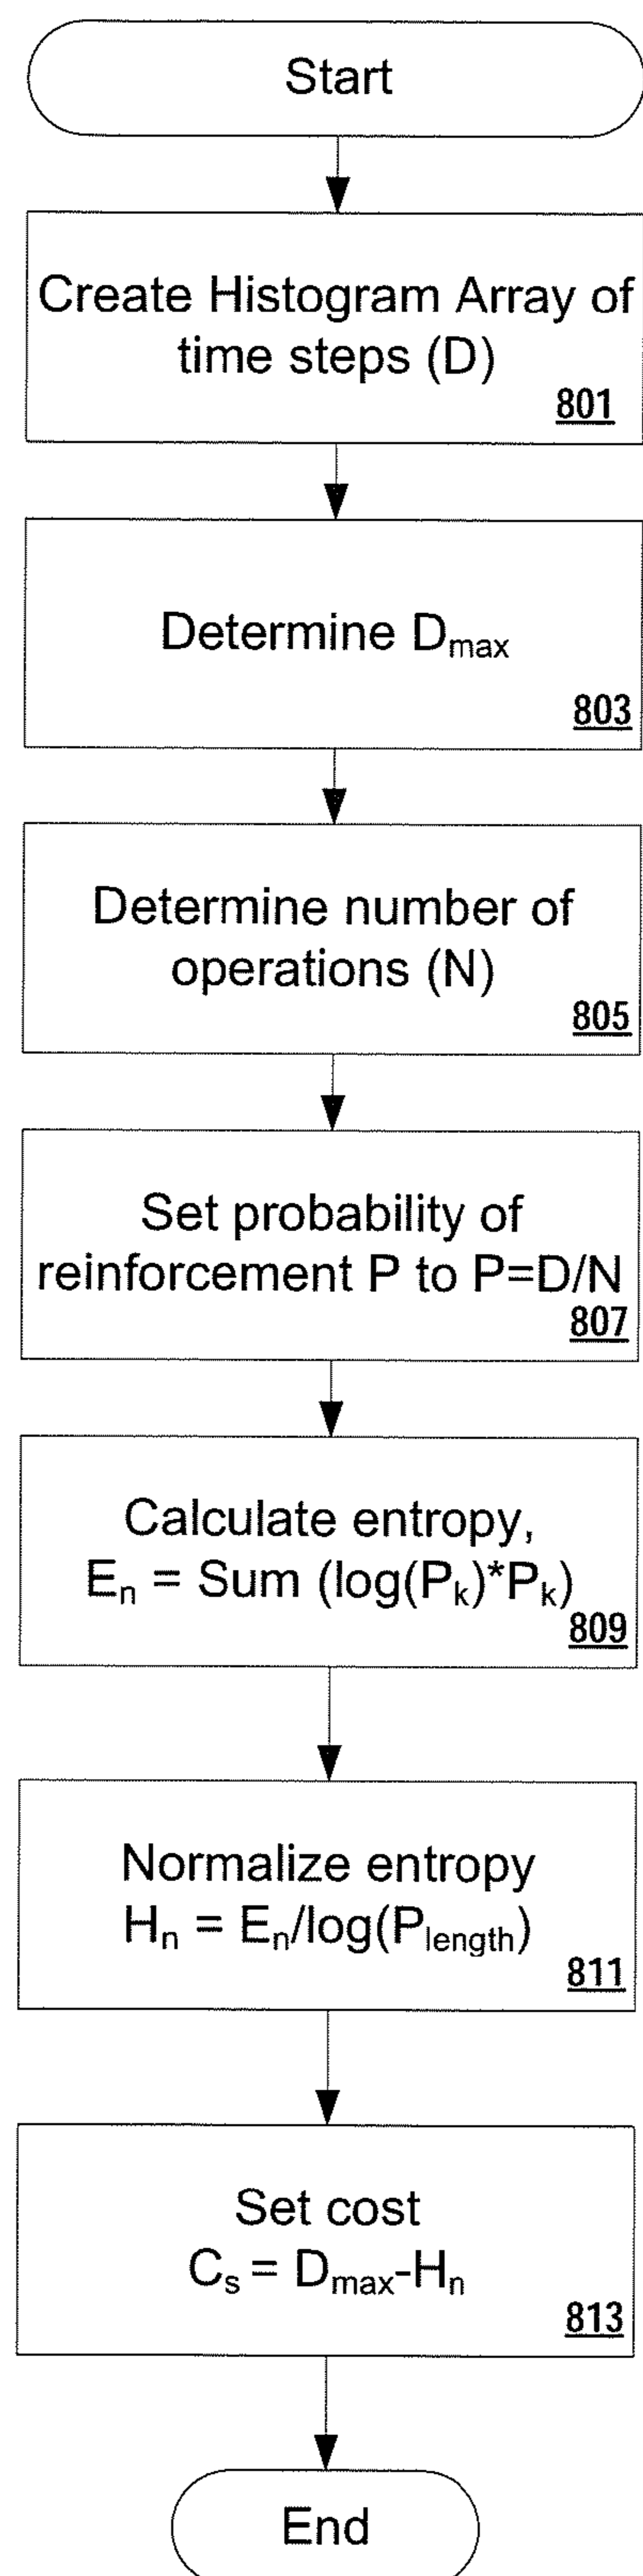 Start
Create Histogram Array of
time steps (D)
801
Determine Dmax
803
Determine number of
operations (N)
805
Set probability of
reinforcement P to P=D/N
807
Calculate entropy,
En = Sum (log(Pk)*Pk)
809
Normalize entropy
Hn = En/log(Plength)
811
Set cost
Cs = Dmax-Hn
813
End